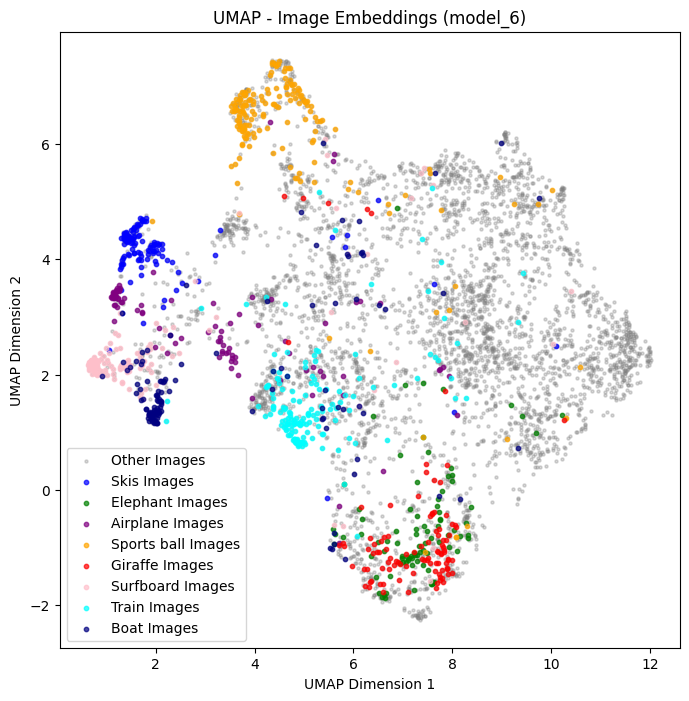 UMAP - Image Embeddings (model_6)
UMAP Dimension 2
6
4
2
0
−2
Other Images
Skis Images
Elephant Images
Airplane Images
Sports ball Images
Giraffe Images
Surfboard Images
Train Images
Boat Images
2 4 6 8 10 12
UMAP Dimension 1